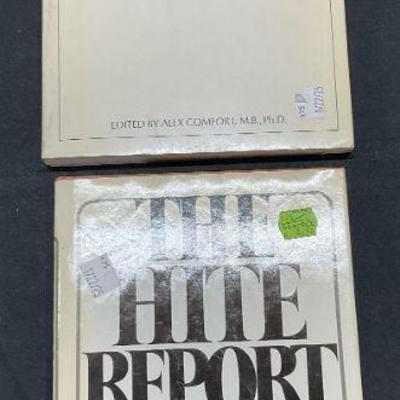 EDITED BY ALEX COMFORT, M.B., Ph.D.
THE
HITE
REPORT